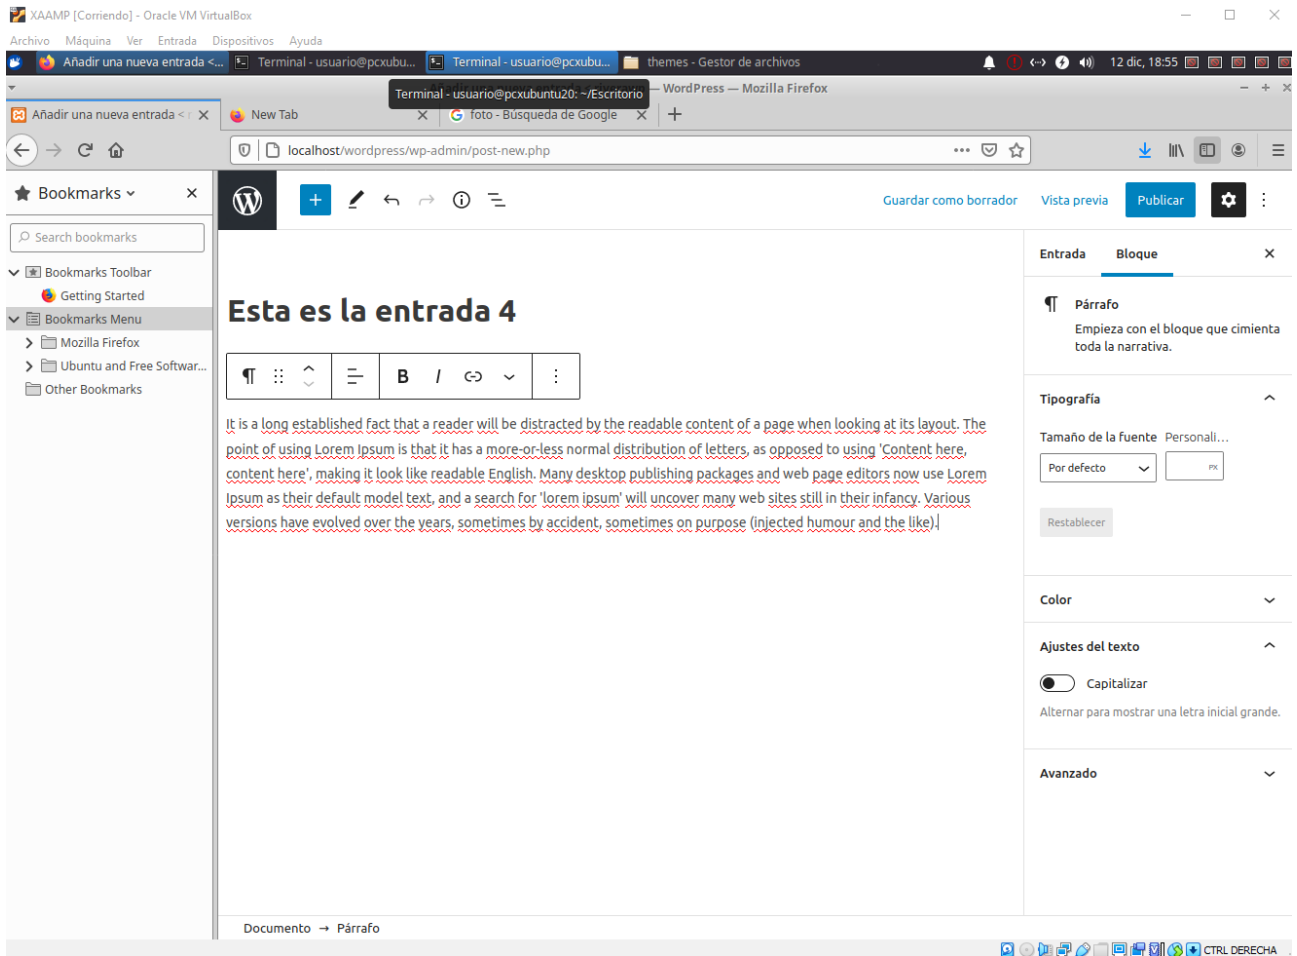 XAAMP [Corriendo] - Oracle VM VirtualBox
Archivo Máquina Ver Entrada Dispositivos Ayuda
Añadir una nueva entrada <... Terminal - usuario@pcxubu... Terminal - usuario@pcxubu... themes - Gestor de archivos 12 dic, 18:55
Terminal - usuario@pcxubuntu20: ~/Escritorio — WordPress — Mozilla Firefox
Añadir una nueva entrada < New Tab foto - Búsqueda de Google
localhost/wordpress/wp-admin/post-new.php
Bookmarks
Search bookmarks
Bookmarks Toolbar
Getting Started
Bookmarks Menu
Mozilla Firefox
Ubuntu and Free Softwar...
Other Bookmarks
Guardar como borrador Vista previa Publicar
Esta es la entrada 4
B I
It is a long established fact that a reader will be distracted by the readable content of a page when looking at its layout. The
point of using Lorem Ipsum is that it has a more-or-less normal distribution of letters, as opposed to using 'Content here,
content here', making it look like readable English. Many desktop publishing packages and web page editors now use Lorem
Ipsum as their default model text, and a search for 'lorem ipsum' will uncover many web sites still in their infancy. Various
versions have evolved over the years, sometimes by accident, sometimes on purpose (injected humour and the like).
Entrada Bloque
Párrafo
Empieza con el bloque que cimienta
toda la narrativa.
Tipografía
Tamaño de la fuente Personali...
Por defecto PX
Restablecer
Color
Ajustes del texto
Capitalizar
Alternar para mostrar una letra inicial grande.
Avanzado
Documento → Párrafo
CTRL DERECHA